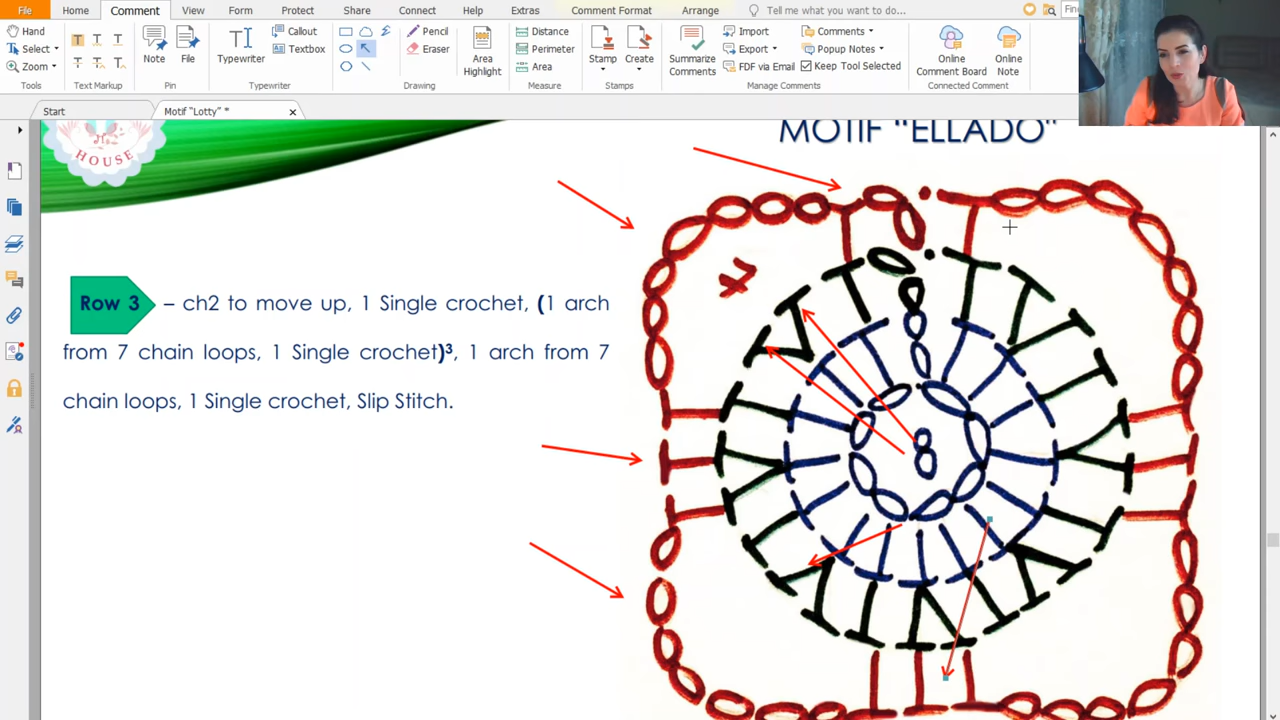 File Home Comment View Form Protect Share Connect Help Extras Comment Format Arrange Tell me what you want to do... Fin
Hand
Select
Zoom
Tools
T T T
T T T
Text Markup
Note
File
Pin
Typewriter
Callout
Textbox
Typewriter
Pencil
Eraser
Area
Highlight
Drawing
Distance
Perimeter
Area
Measure
Stamp
Create
Stamps
Summarize
Comments
Import
Export
FDF via Email
Comments
Popup Notes
Keep Tool Selected
Manage Comments
Online
Comment Board
Online
Note
Connected Comment
Start
Motif “Lotty” *
HOUSE
MOTIF “ELLADO”
Row 3 – ch2 to move up, 1 Single crochet, (1 arch
from 7 chain loops, 1 Single crochet)³, 1 arch from 7
chain loops, 1 Single crochet, Slip Stitch.
8